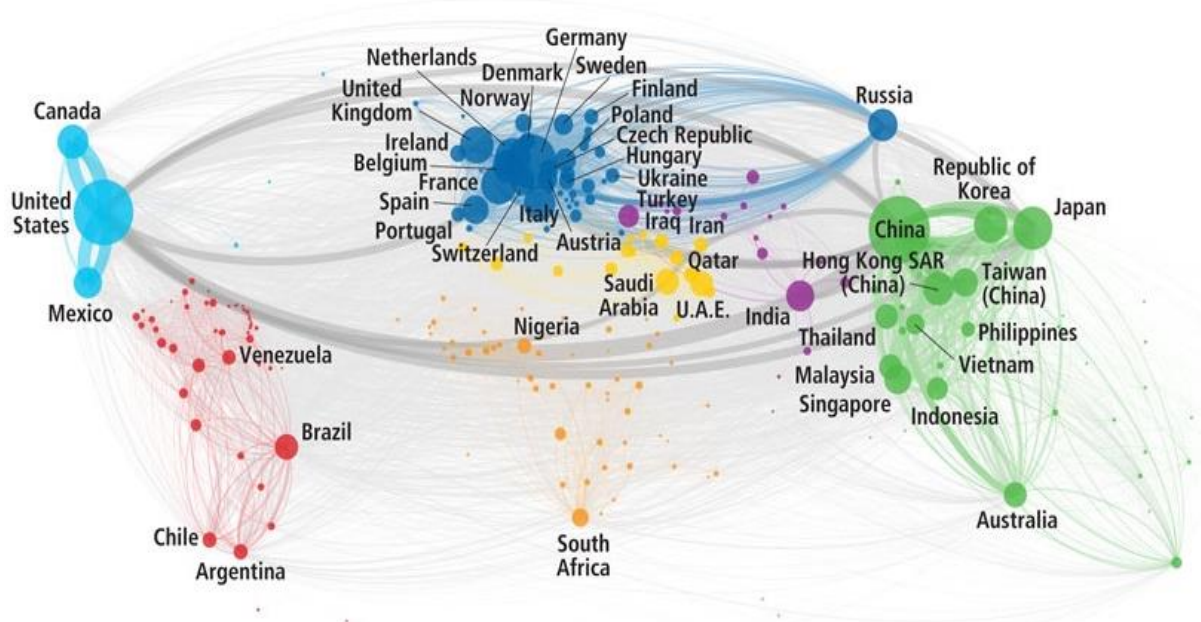 Germany
Netherlands
Denmark
Sweden
United
Kingdom
Norway
Finland
Canada
Russia
Poland
Czech Republic
Ireland
Hungary
Belgium
Republic of
Korea
France
Ukraine
United
States
Spain
Turkey
Japan
Italy
Iraq
Iran
China
Portugal
Austria
Switzerland
Qatar
Hong Kong SAR
(China)
Taiwan
(China)
Saudi
Arabia
U.A.E.
Mexico
India
Nigeria
Thailand
Philippines
Venezuela
Vietnam
Malaysia
Singapore
Indonesia
Brazil
Australia
Chile
South
Africa
Argentina